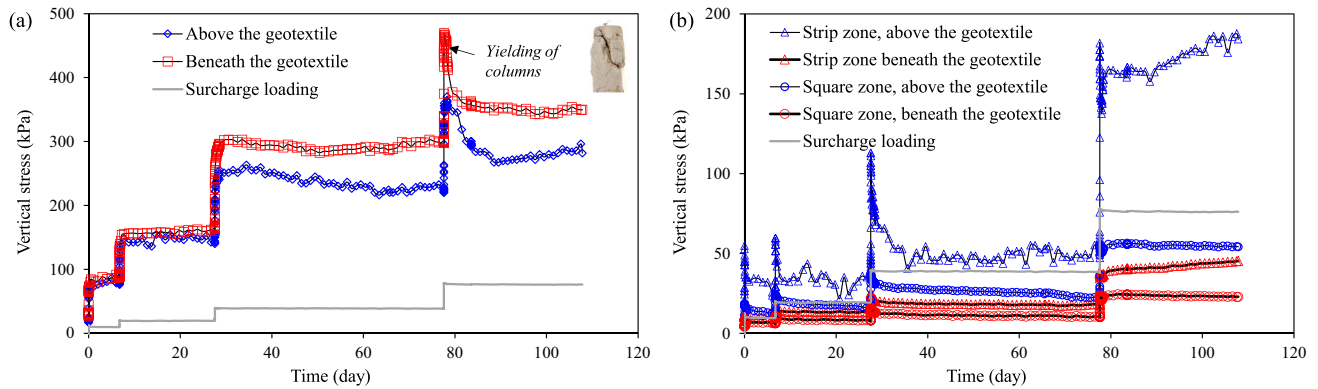 (a)
500
400
300
200
100
0
Vertical stress (kPa)
Above the geotextile
Beneath the geotextile
Surcharge loading
Yielding of
columns
0 20 40 60 80 100 120
Time (day)
(b)
200
150
100
50
0
Vertical stress (kPa)
Strip zone, above the geotextile
Strip zone beneath the geotextile
Square zone, above the geotextile
Square zone, beneath the geotextile
Surcharge loading
0 20 40 60 80 100 120
Time (day)